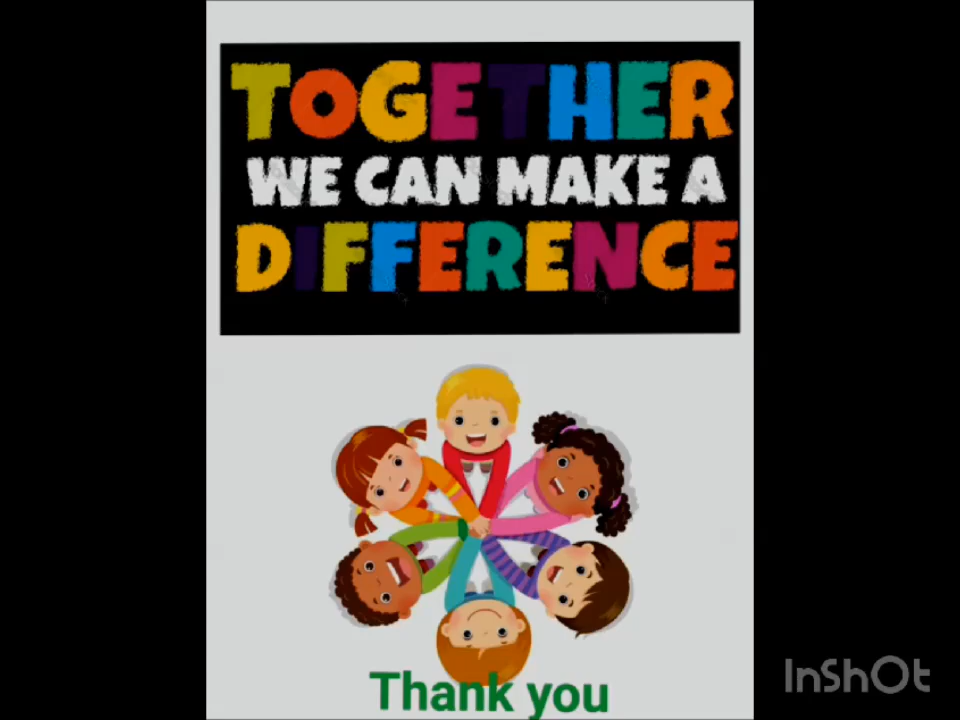 TOGETHER
WE CAN MAKE A
DIFFERENCE
Thank you
InShOt